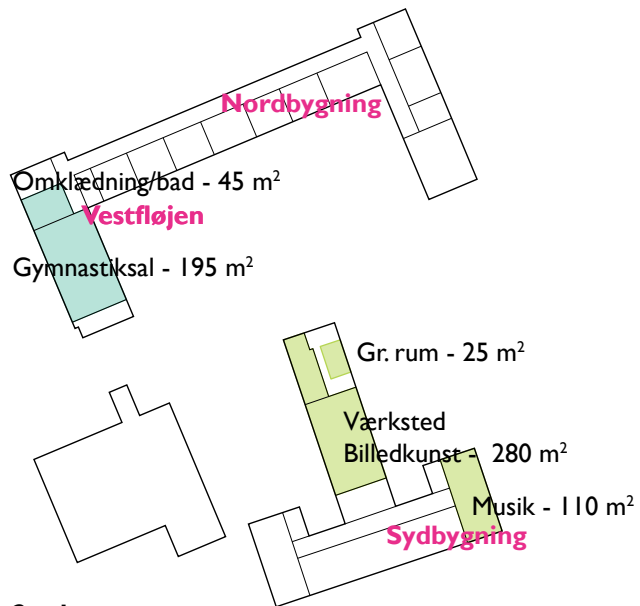 Nordbygning
Omklædning/bad - 45 m²
Vestfløjen
Gymnastiksal - 195 m²
Gr. rum - 25 m²
Værksted
Billedkunst - 280 m²
Musik - 110 m²
Sydbygning